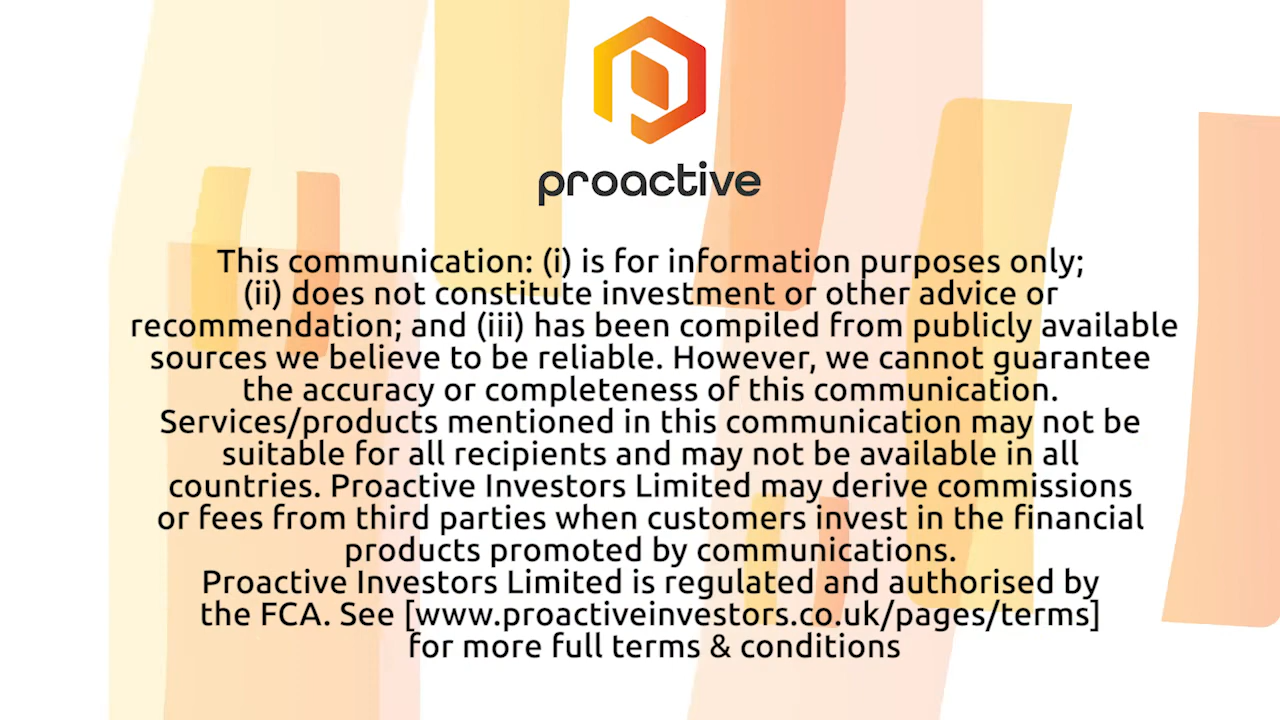 proactive
This communication: (i) is for information purposes only;
(ii) does not constitute investment or other advice or
recommendation; and (iii) has been compiled from publicly available
sources we believe to be reliable. However, we cannot guarantee
the accuracy or completeness of this communication.
Services/products mentioned in this communication may not be
suitable for all recipients and may not be available in all
countries. Proactive Investors Limited may derive commissions
or fees from third parties when customers invest in the financial
products promoted by communications.
Proactive Investors Limited is regulated and authorised by
the FCA. See [www.proactiveinvestors.co.uk/pages/terms]
for more full terms & conditions